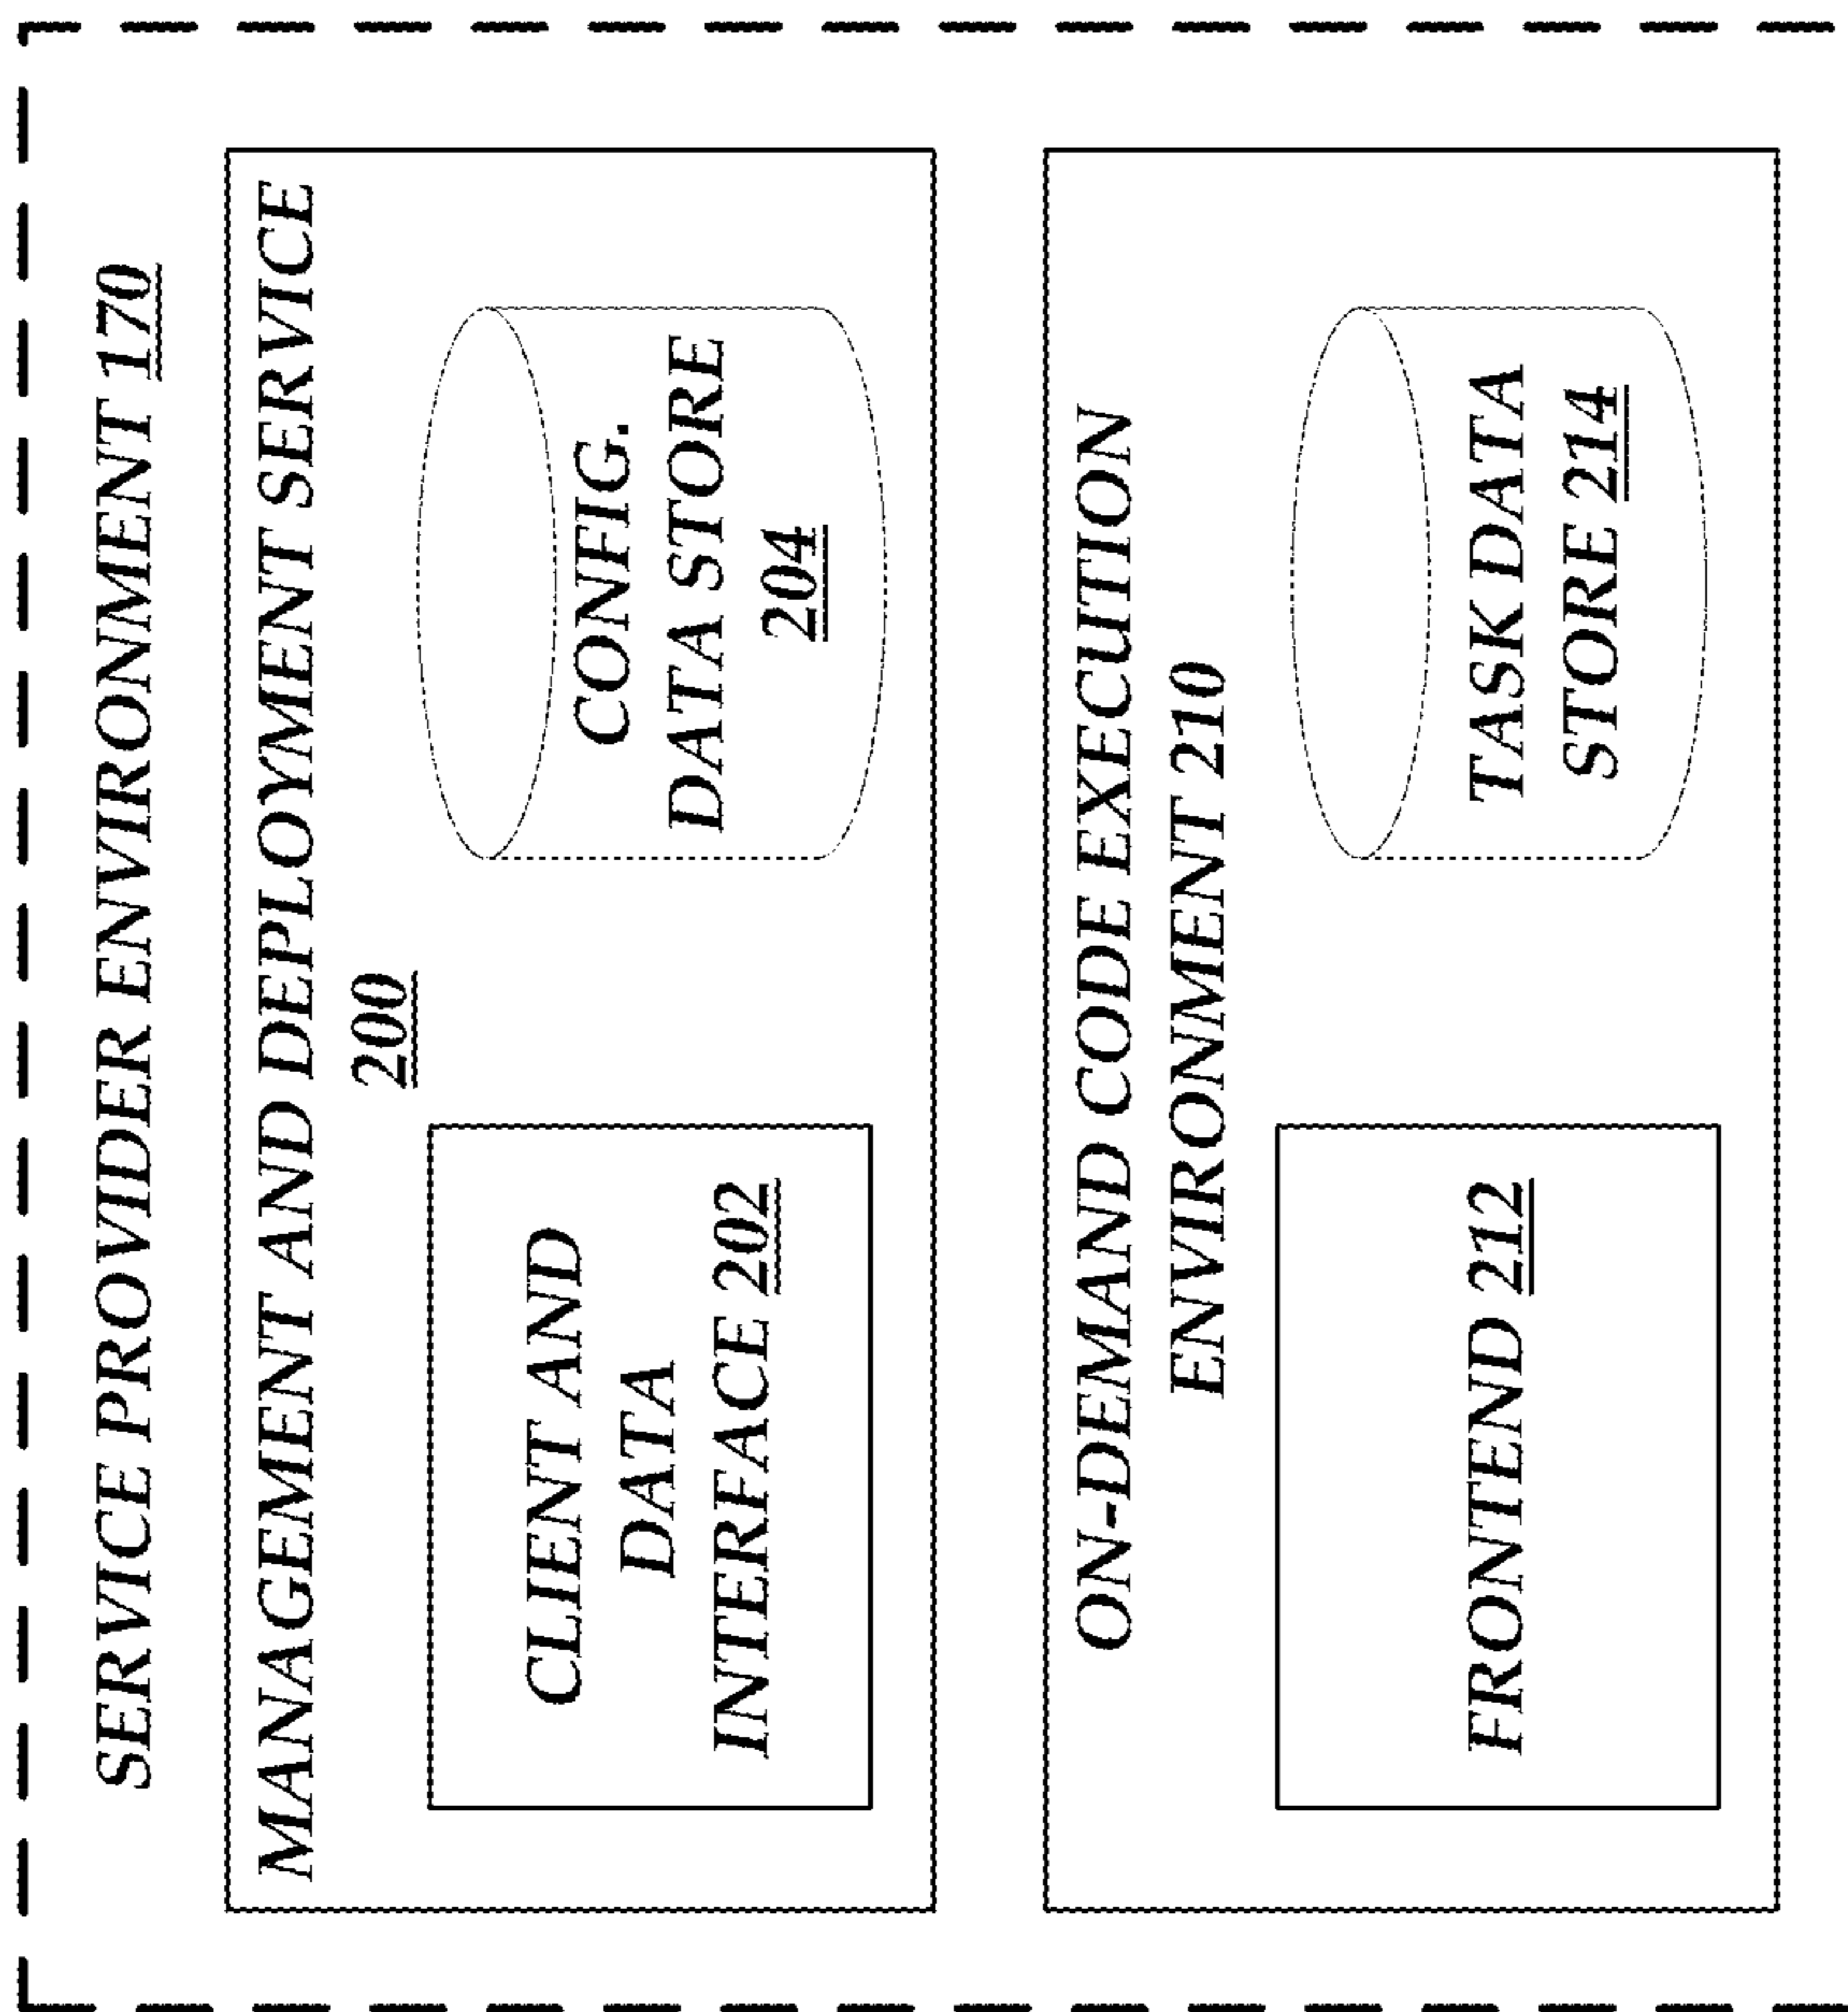 SERVICE PROVIDER ENVIRONMENT 170
MANAGEMENT AND DEPLOYMENT SERVICE
200
CLIENT AND
DATA
INTERFACE 202
CONFIG.
DATA STORE
204
ON-DEMAND CODE EXECUTION
ENVIRONMENT 210
FRONTEND 212
TASK DATA
STORE 214